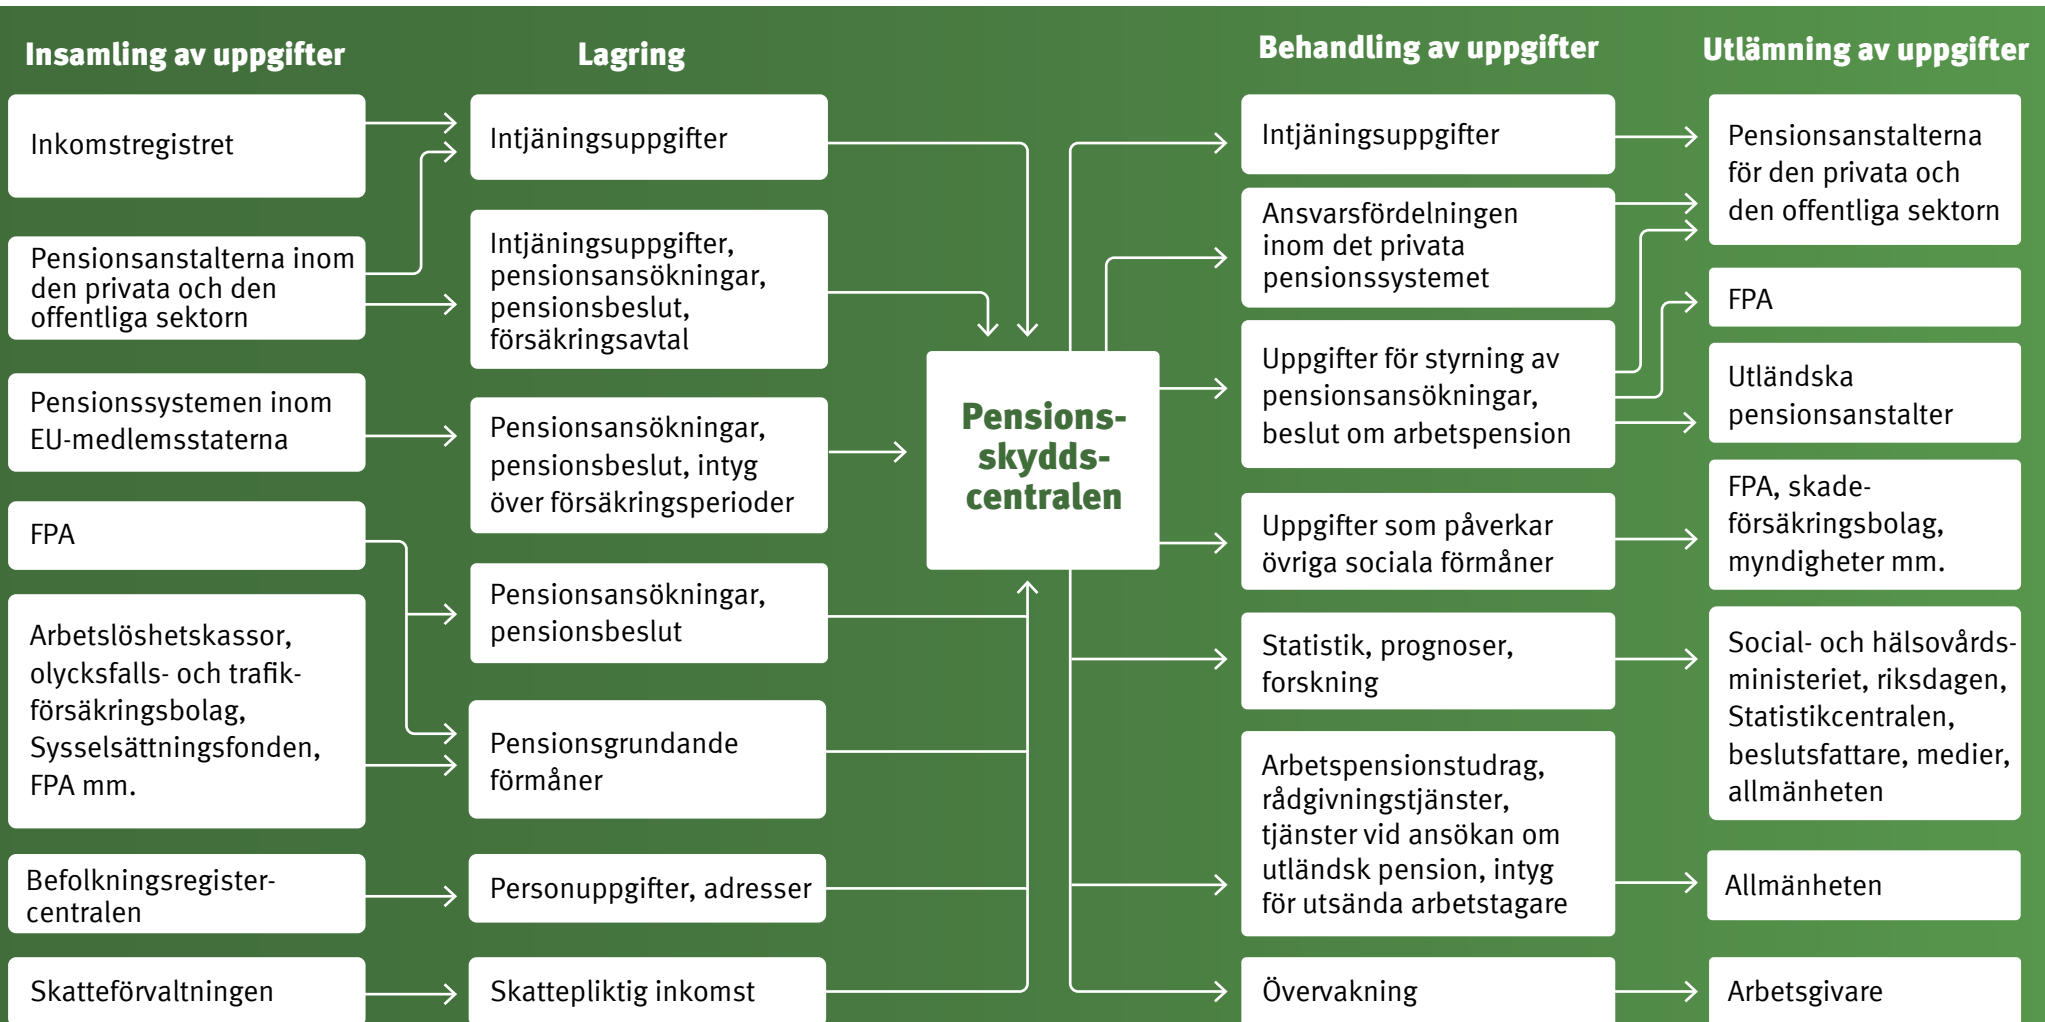 Insamling av uppgifter
Inkomstregistret
Pensionsanstalterna inom
den privata och den
offentliga sektorn
Pensionssystemen inom
EU-medlemsstaterna
FPA
Arbetslöshetskassor,
olycksfalls- och trafik-
försäkringsbolag,
Sysselsättningsfonden,
FPA mm.
Befolkningsregister-
centralen
Skatteförvaltningen
Lagring
Intjäningsuppgifter
Intjäningsuppgifter,
pensionsansökningar,
pensionsbeslut,
försäkringsavtal
Pensionsansökningar,
pensionsbeslut, intyg
över försäkringsperioder
Pensionsansökningar,
pensionsbeslut
Pensionsgrundande
förmåner
Personuppgifter, adresser
Skattepliktig inkomst
Pensions-
skydds-
centralen
Behandling av uppgifter
Intjäningsuppgifter
Ansvarsfördelningen
inom det privata
pensionssystemet
Uppgifter för styrning av
pensionsansökningar,
beslut om arbetspension
Uppgifter som påverkar
övriga sociala förmåner
Statistik, prognoser,
forskning
Arbetspensionstudrag,
rådgivningstjänster,
tjänster vid ansökan om
utländsk pension, intyg
för utsända arbetstagare
Övervakning
Utlämning av uppgifter
Pensionsanstalterna
för den privata och
den offentliga sektorn
FPA
Utländska
pensionsanstalter
FPA, skade-
försäkringsbolag,
myndigheter mm.
Social- och hälsovårds-
ministeriet, riksdagen,
Statistikcentralen,
beslutsfattare, medier,
allmänheten
Allmänheten
Arbetsgivare